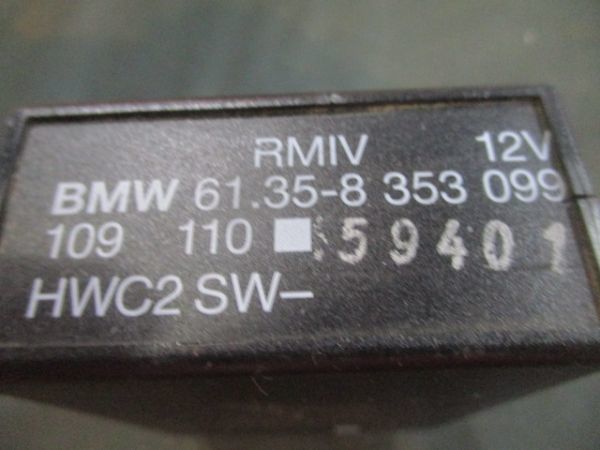 RMIV 12V
BMW 61.35-8 353 099
109 110 59401
HWC2 SW–